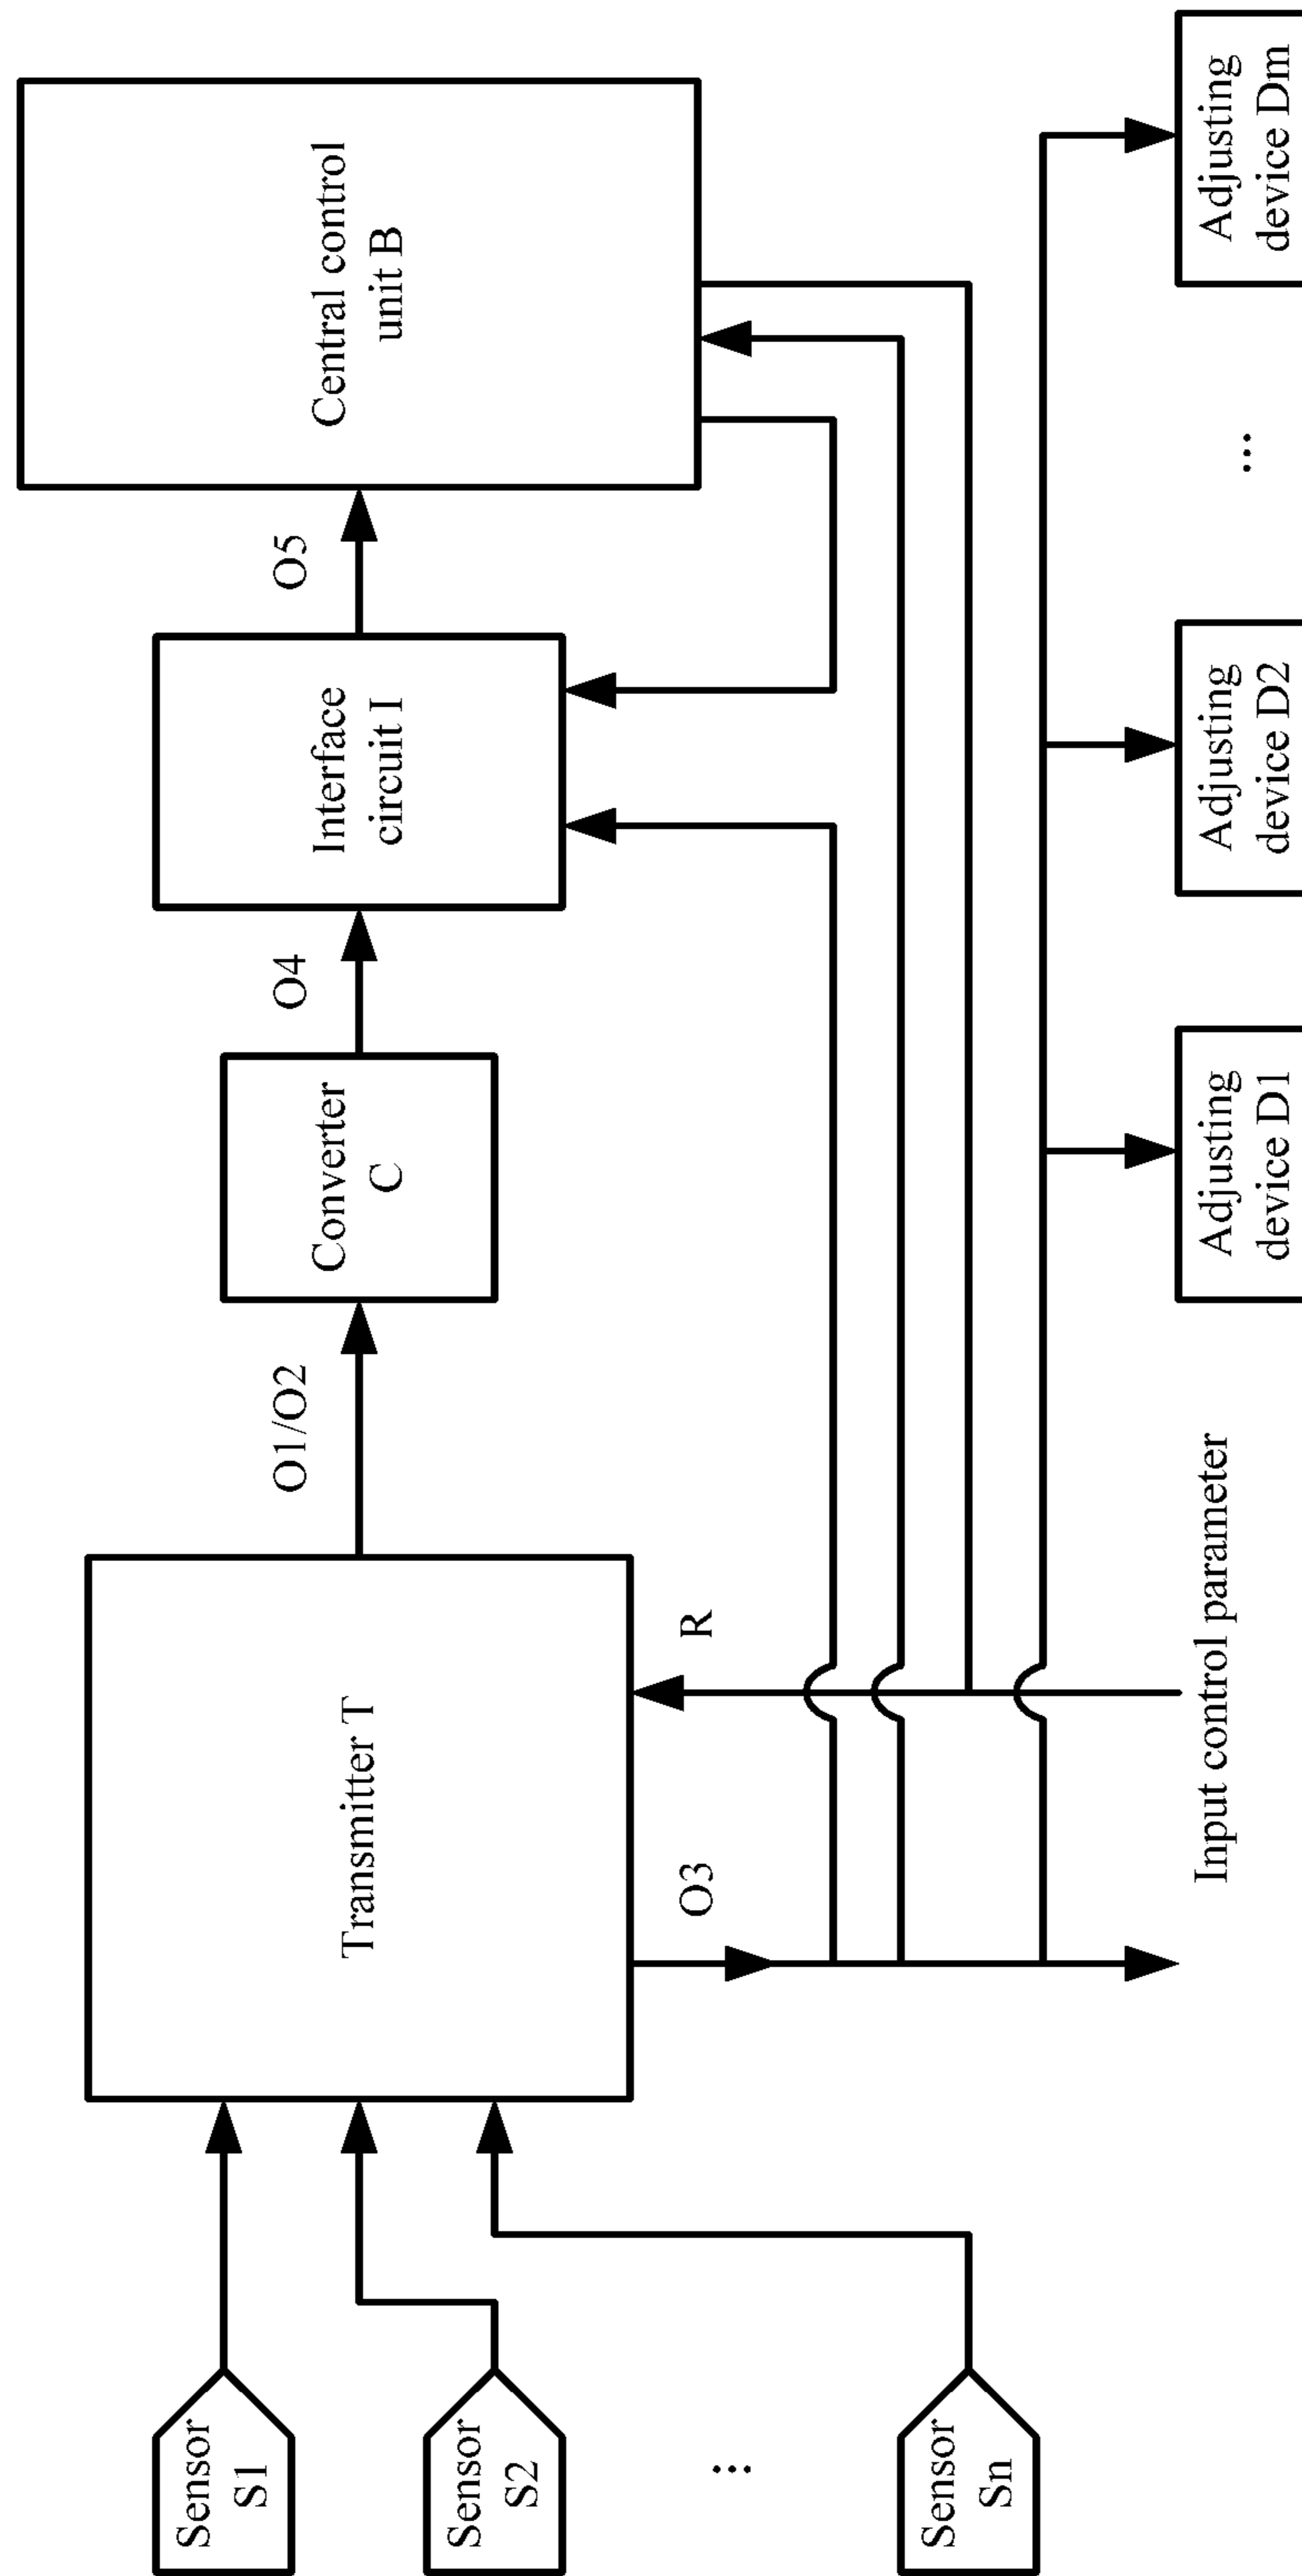 Sensor
S1
Sensor
S2
...
Sensor
Sn
Transmitter T
O1/O2
O3
R
Converter
C
O4
Interface
circuit I
O5
Central control
unit B
Input control parameter
Adjusting
device D1
Adjusting
device D2
...
Adjusting
device Dm